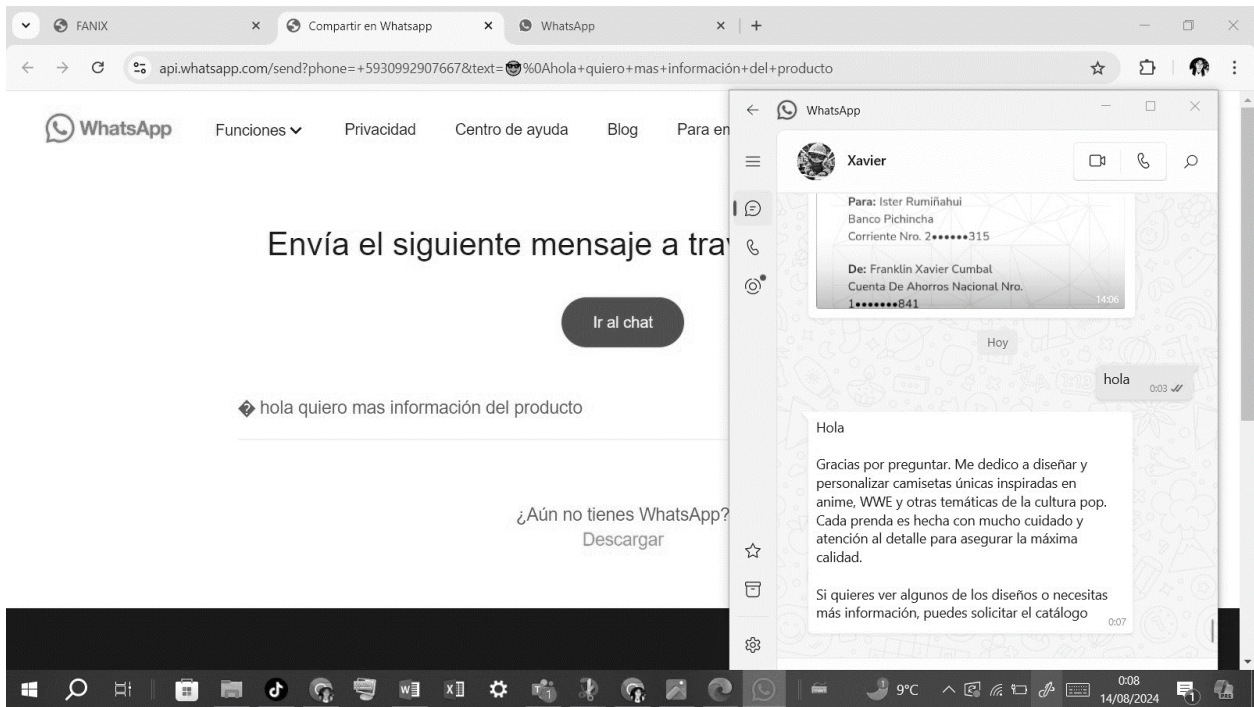 FANIX
Compartir en Whatsapp
WhatsApp
api.whatsapp.com/send?phone=+5930992907667&text=😎%0Ahola+quiero+mas+información+del+producto
WhatsApp
Funciones
Privacidad
Centro de ayuda
Blog
Para em
Envía el siguiente mensaje a trav
Ir al chat
� hola quiero mas información del producto
¿Aún no tienes WhatsApp?
Descargar
WhatsApp
Xavier
Para: Ister Rumiñahui
Banco Pichincha
Corriente Nro. 2••••••315
De: Franklin Xavier Cumbal
Cuenta De Ahorros Nacional Nro.
1•••••••841
14:06
Hoy
hola
0:03
Hola
Gracias por preguntar. Me dedico a diseñar y
personalizar camisetas únicas inspiradas en
anime, WWE y otras temáticas de la cultura pop.
Cada prenda es hecha con mucho cuidado y
atención al detalle para asegurar la máxima
calidad.
Si quieres ver algunos de los diseños o necesitas
más información, puedes solicitar el catálogo
0:07
9°C
0:08
14/08/2024
1